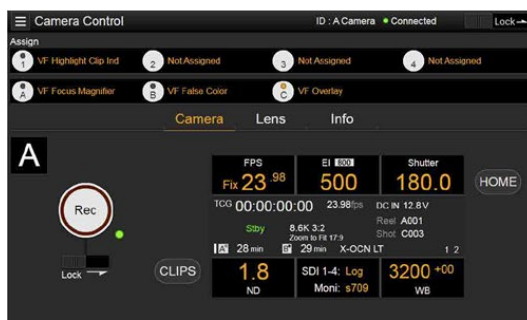 Camera Control
ID : A Camera
Connected
Lock
Assign
1 VF Highlight Clip Ind
2 Not Assigned
3 Not Assigned
4 Not Assigned
A VF Focus Magnifier
B VF False Color
C VF Overlay
Camera Lens Info
A
FPS
Fix 23.98
EI 800
500
Shutter
180.0
HOME
Rec
Lock
TCG 00:00:00:00 23.98fps DC IN 12.8V
Stby 8.6K 3:2
Zoom to Fit 17:9
Reel A001
Shot C003
A 28 min B 29 min X-OCN LT 1 2
CLIPS
1.8
ND
SDI 1-4: Log
Moni: s709
3200 +00
WB